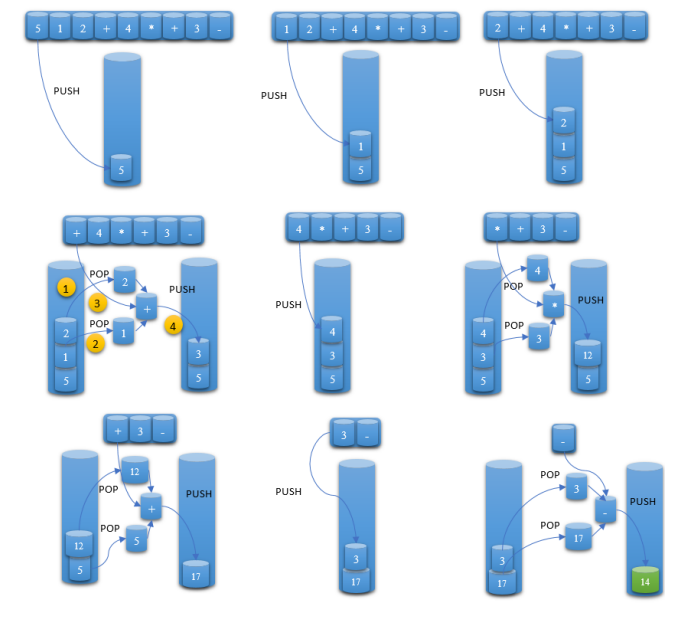 5 1 2 + 4 * + 3 -
PUSH
5
1 2 + 4 * + 3 -
PUSH
1
5
2 + 4 * + 3 -
PUSH
2
1
5
+ 4 * + 3 -
1
POP
2
3
+
PUSH
2
POP
1
4
2
1
3
5
5
4 * + 3 -
PUSH
4
3
5
* + 3 -
4
POP
*
PUSH
4
POP
3
3
12
5
5
+ 3 -
12
POP
+
PUSH
POP
5
12
5
17
3 -
PUSH
3
17
-
POP
3
PUSH
-
POP
17
3
17
14